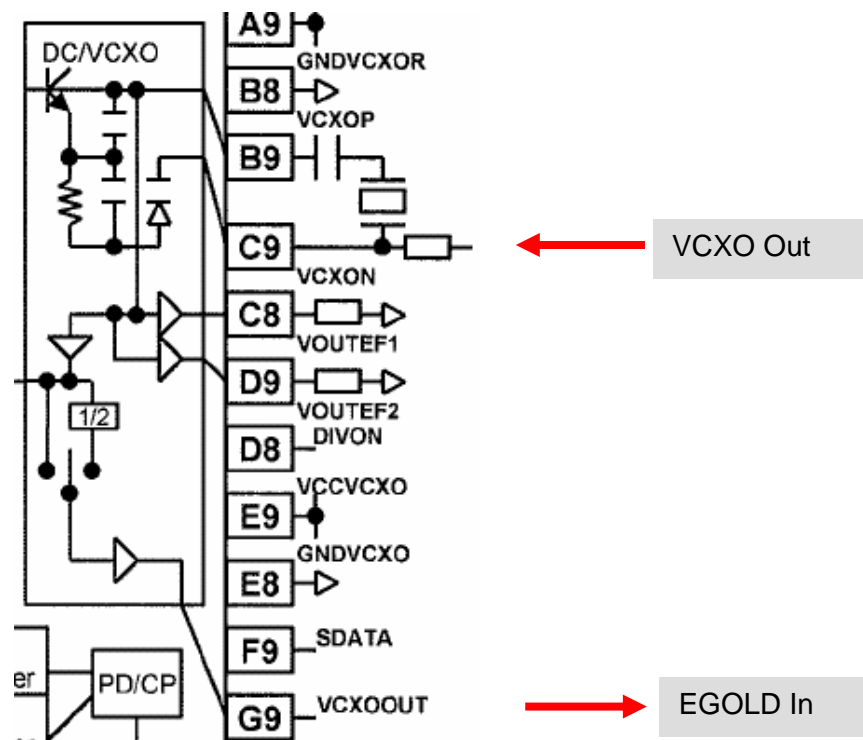 A9
DC/VCXO
GNDVCXOR
B8
VCXOP
B9
C9
VCXO Out
VCXON
C8
VOUTEF1
D9
1/2
VOUTEF2
D8
DIVON
VCCVCXO
E9
GNDVCXO
E8
F9
SDATA
er
PD/CP
G9
VCXOOUT
EGOLD In